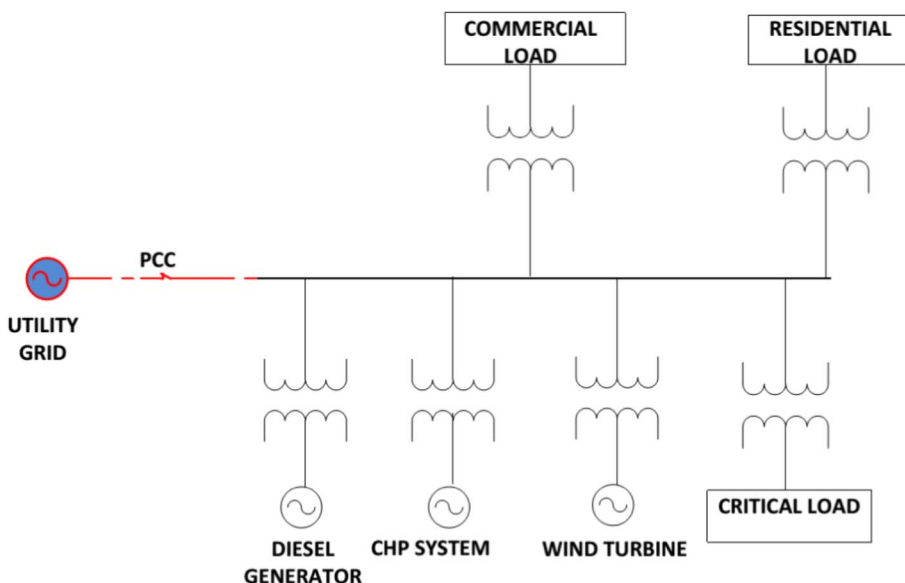 COMMERCIAL
LOAD
RESIDENTIAL
LOAD
PCC
UTILITY
GRID
DIESEL
GENERATOR
CHP SYSTEM
WIND TURBINE
CRITICAL LOAD